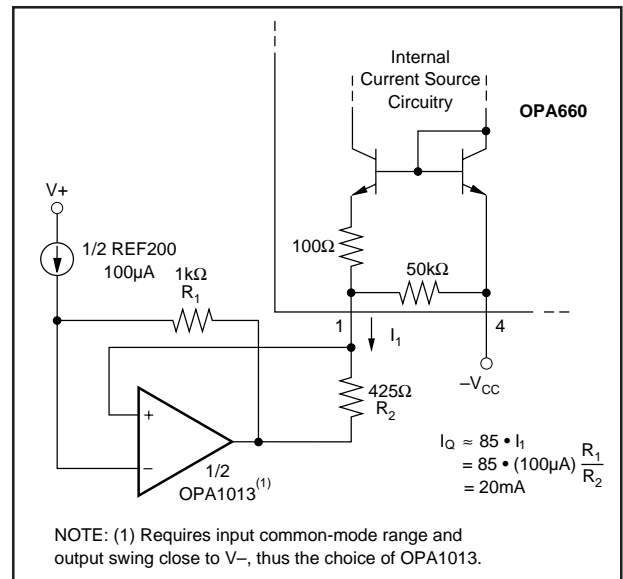 Internal
Current Source
Circuitry
OPA660
V+
1/2 REF200
100µA
1kΩ
R1
100Ω
50kΩ
1
I1
4
–VCC
425Ω
R2
+
–
1/2
OPA1013(1)
IQ ≈ 85 • I1
= 85 • (100µA) R1/R2
= 20mA
NOTE: (1) Requires input common-mode range and
output swing close to V–, thus the choice of OPA1013.